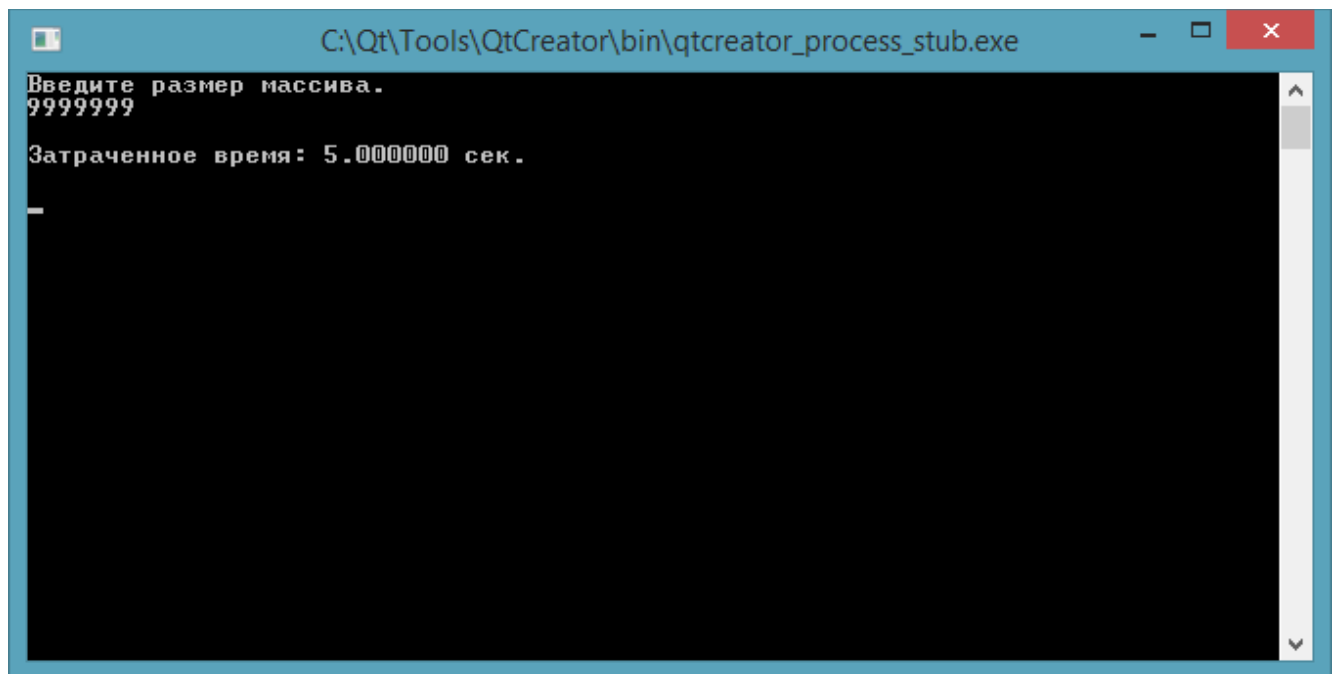 C:\Qt\Tools\QtCreator\bin\qtcreator_process_stub.exe
Введите размер массива.
9999999
Затраченное время: 5.000000 сек.